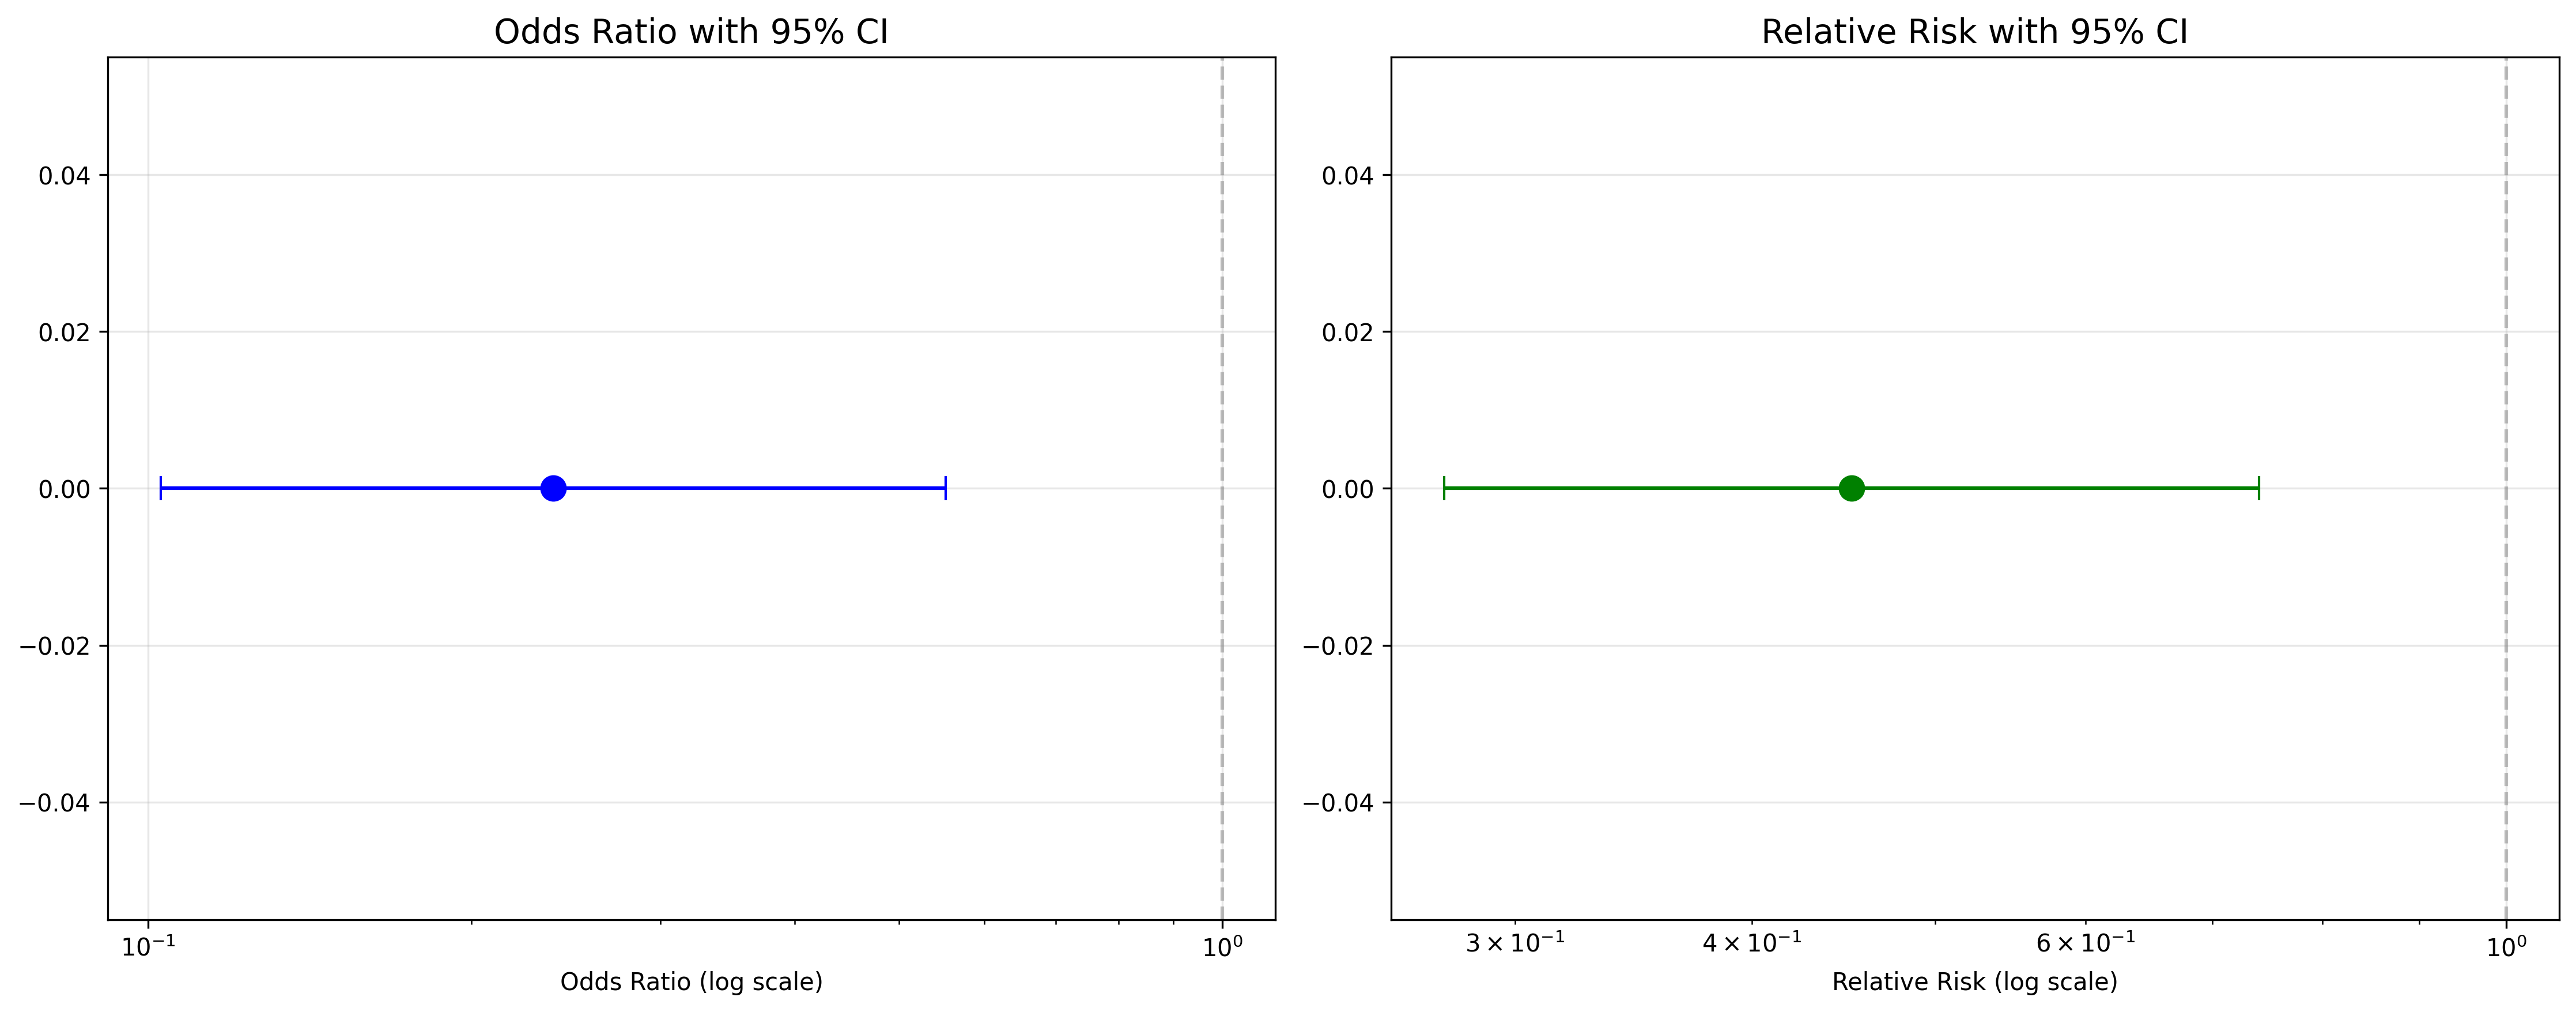 Odds Ratio with 95% CI
0.04
0.02
0.00
−0.02
−0.04
10⁻¹
10⁰
Odds Ratio (log scale)
Relative Risk with 95% CI
0.04
0.02
0.00
−0.02
−0.04
3 × 10⁻¹
4 × 10⁻¹
6 × 10⁻¹
10⁰
Relative Risk (log scale)